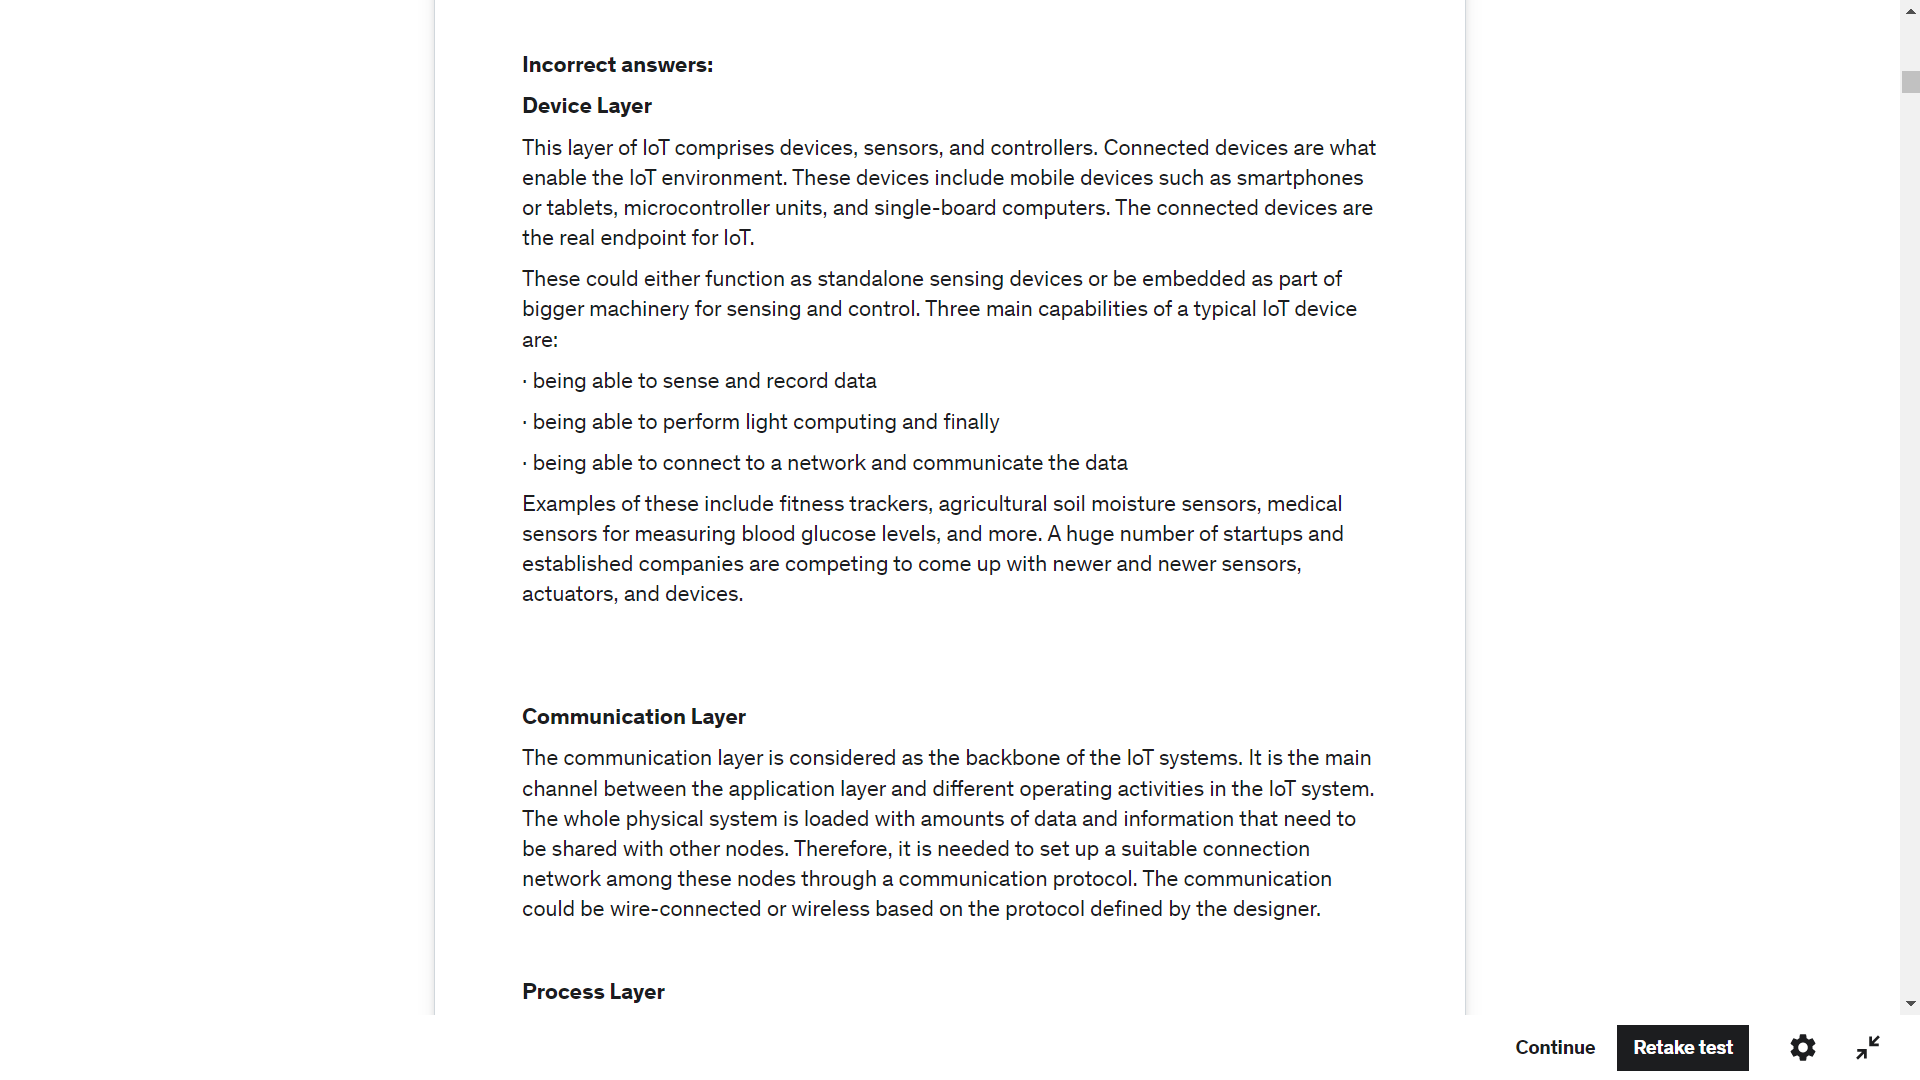 Incorrect answers:
Device Layer
This layer of IoT comprises devices, sensors, and controllers. Connected devices are what
enable the IoT environment. These devices include mobile devices such as smartphones
or tablets, microcontroller units, and single-board computers. The connected devices are
the real endpoint for IoT.
These could either function as standalone sensing devices or be embedded as part of
bigger machinery for sensing and control. Three main capabilities of a typical IoT device
are:
· being able to sense and record data
· being able to perform light computing and finally
· being able to connect to a network and communicate the data
Examples of these include fitness trackers, agricultural soil moisture sensors, medical
sensors for measuring blood glucose levels, and more. A huge number of startups and
established companies are competing to come up with newer and newer sensors,
actuators, and devices.
Communication Layer
The communication layer is considered as the backbone of the IoT systems. It is the main
channel between the application layer and different operating activities in the IoT system.
The whole physical system is loaded with amounts of data and information that need to
be shared with other nodes. Therefore, it is needed to set up a suitable connection
network among these nodes through a communication protocol. The communication
could be wire-connected or wireless based on the protocol defined by the designer.
Process Layer
Continue
Retake test